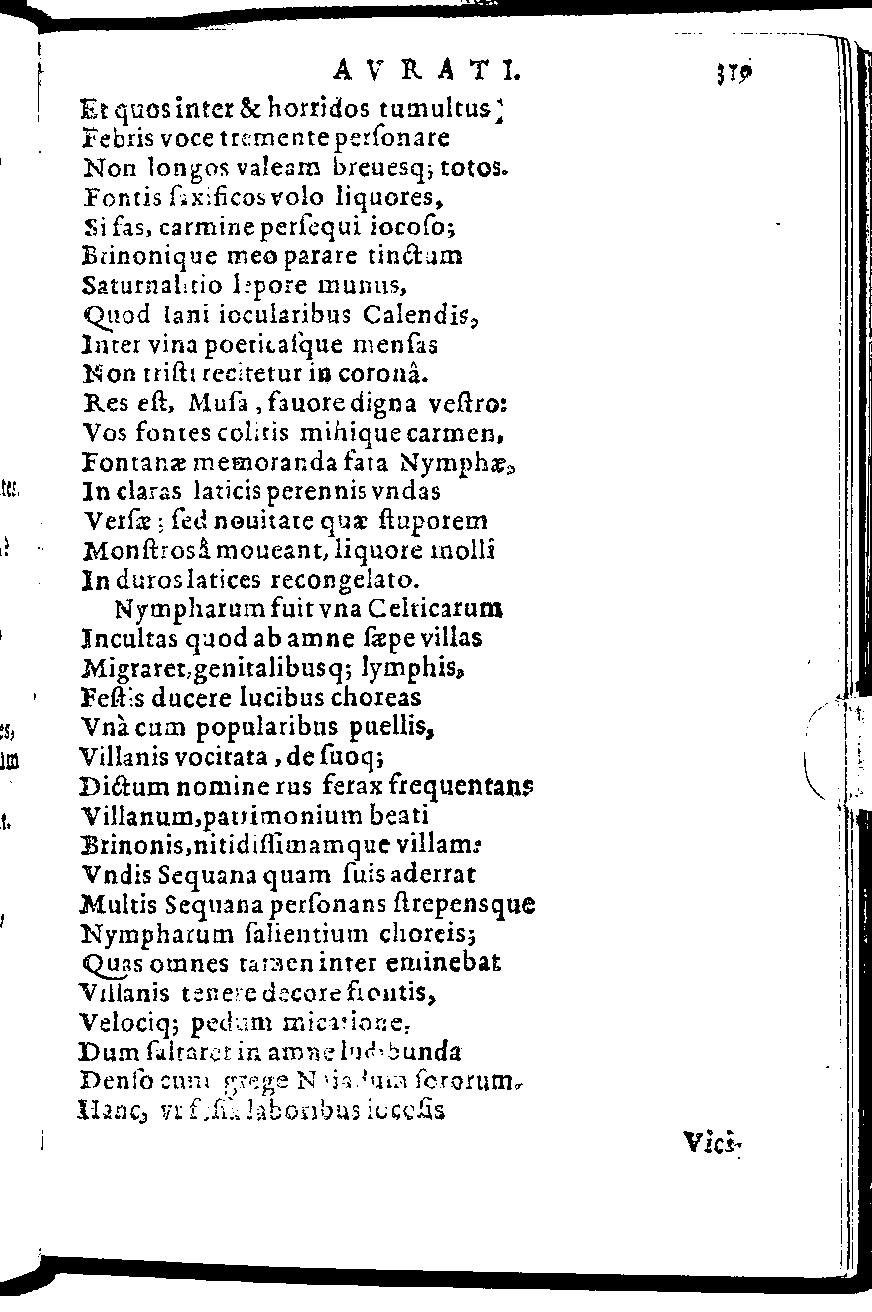 AVRATI. 319
Et quos inter & horridos tumultus;
Febris voce tremente perſonare
Non longos valeam breuesq; totos.
Fontis ſaxificos volo liquores,
Si fas, carmine perſequi iocoſo;
Brinonique meo parare tinctum
Saturnalitio lepore munus,
Quod Iani iocularibus Calendis,
Inter vina poeticaſque menſas
Non triſti recitetur in coronâ.
Res eſt, Muſa, fauore digna veſtro:
Vos fontes colitis mihique carmen,
Fontanæ memoranda fata Nymphæ,
In claras laticis perennis vndas
Verſæ; ſed nouitate quæ ſtuporem
Monſtroſâ moueant, liquore molli
In duros latices recongelato.
Nympharum fuit vna Celticarum
Incultas quod ab amne ſæpe villas
Migraret, genitalibusq; lymphis,
Feſtis ducere lucibus choreas
Vnà cum popularibus puellis,
Villanis vocitata, de ſuoq;
Dictum nomine rus ferax frequentans
Villanum, patrimonium beati
Brinonis, nitidiſſimamque villam:
Vndis Sequana quam ſuis aderrat
Multis Sequana perſonans ſtrepensque
Nympharum ſalientium choreis;
Quas omnes tamen inter eminebat
Villanis tenere decore frontis,
Velociq; pedum micatione.
Dum ſaltaret in amne ludibunda
Denſo cum grege Naiadum ſororum.
Hanc, vt feſſis laboribus iocoſis
Vici-